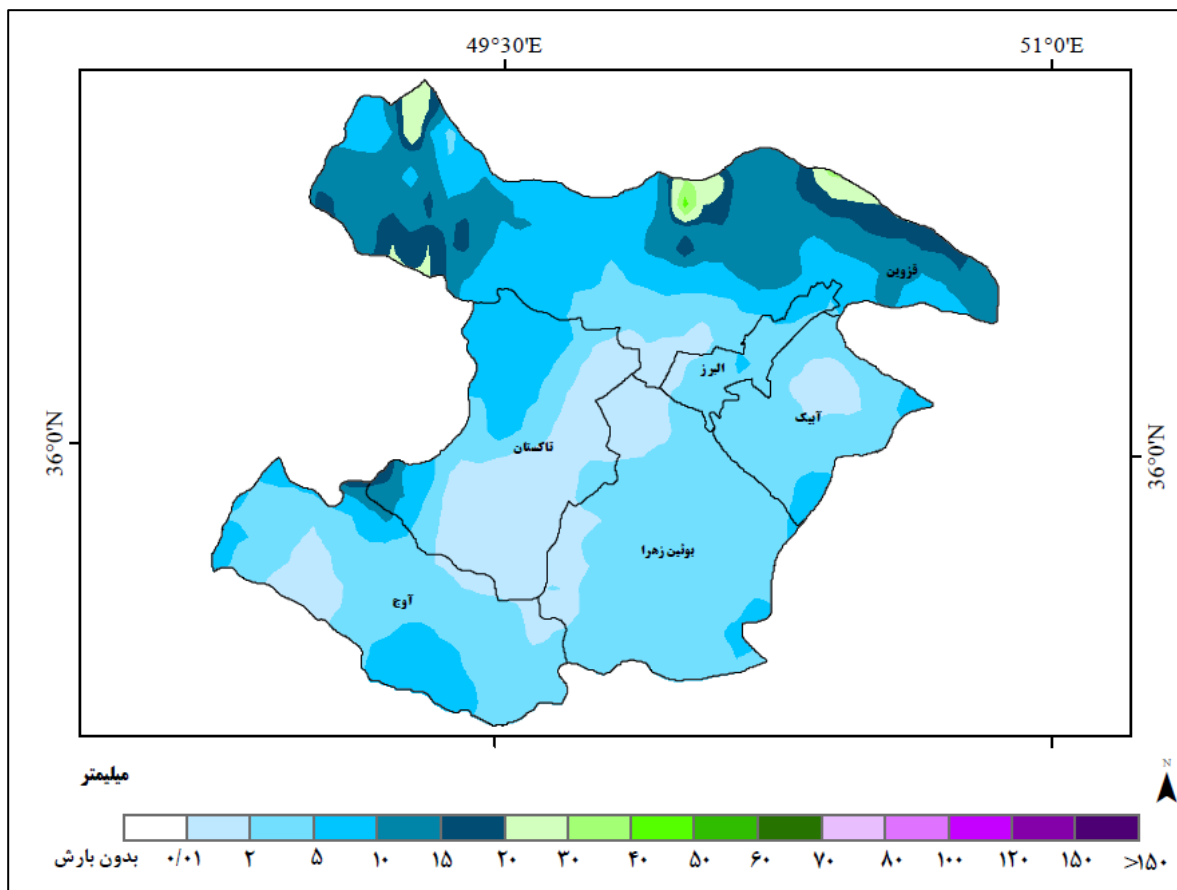 49°30'E 51°0'E
قزوین
البرز
آبیک
36°0'N تاکستان 36°0'N
بوئین زهرا
آوج
میلیمتر
N
بدون بارش ۰/۰۱ ۲ ۵ ۱۰ ۱۵ ۲۰ ۳۰ ۴۰ ۵۰ ۶۰ ۷۰ ۸۰ ۱۰۰ ۱۲۰ ۱۵۰ >۱۵۰